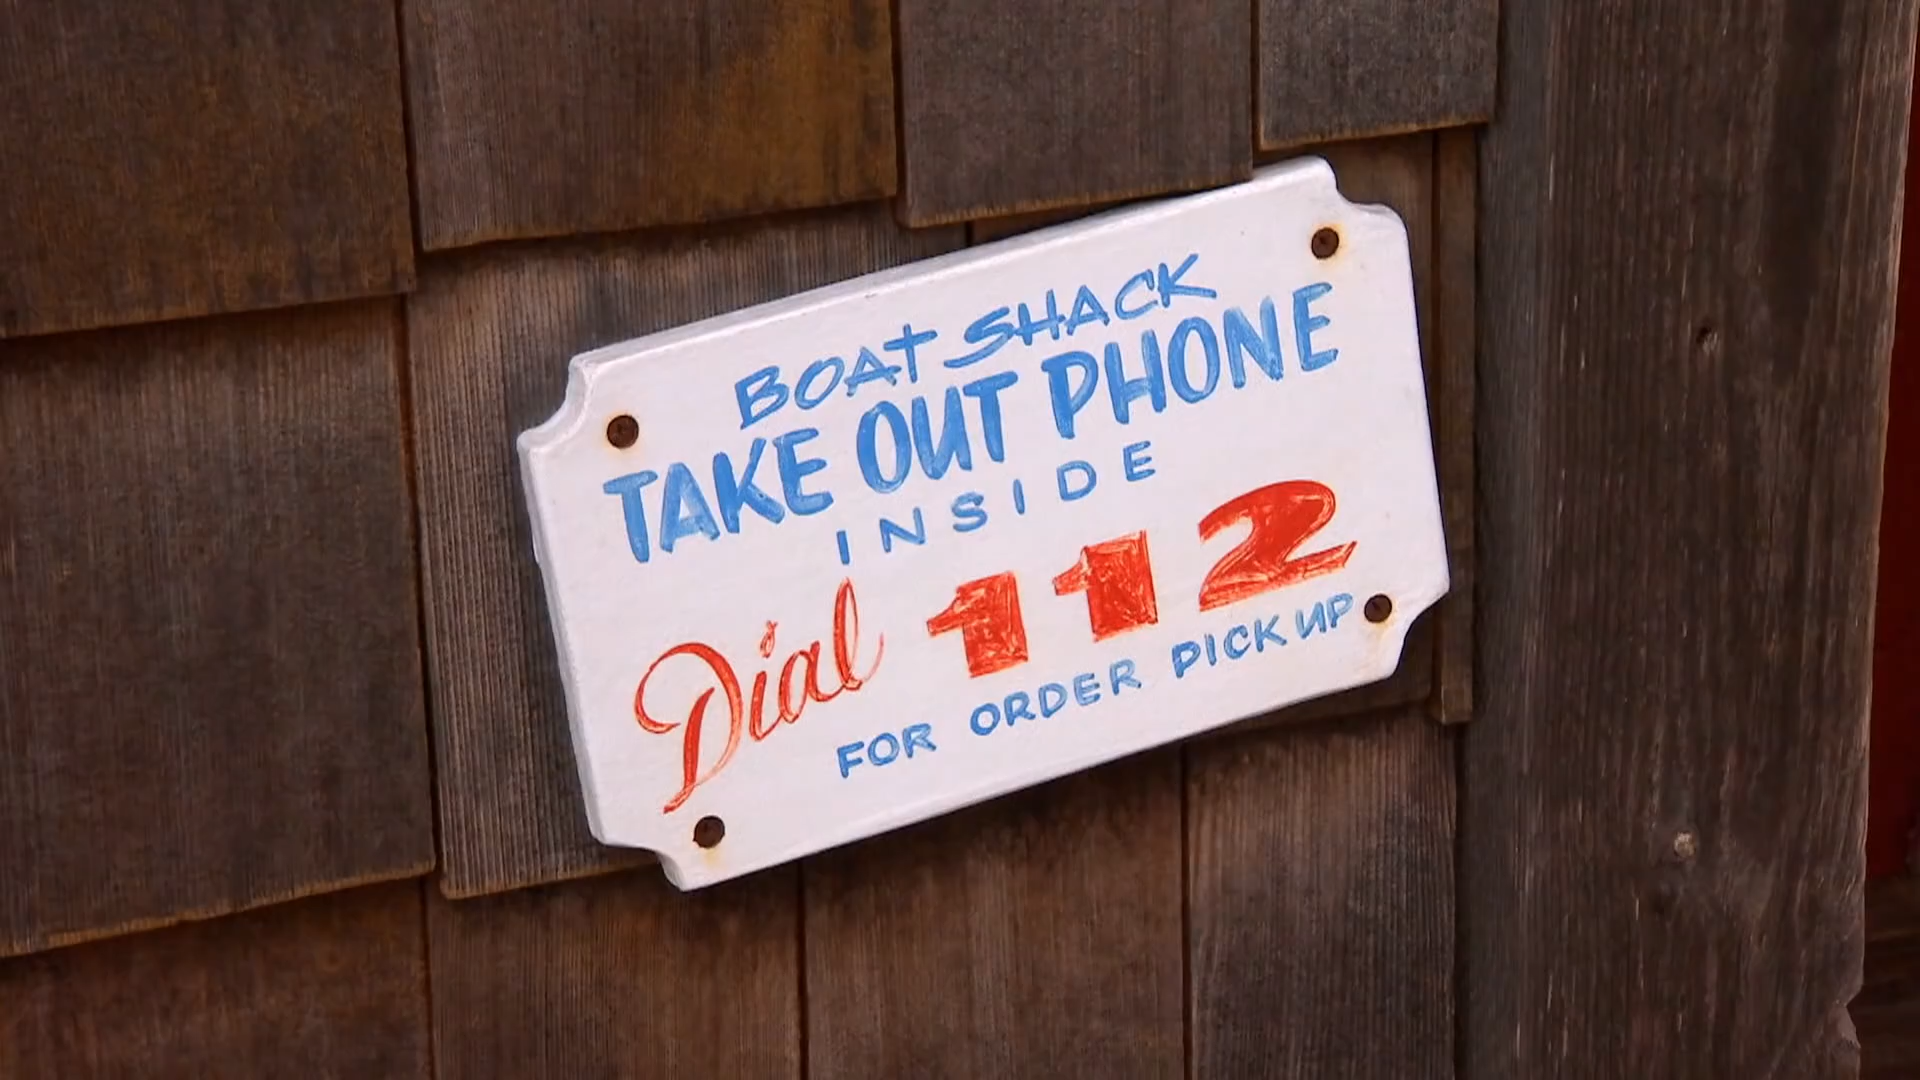 BOAT SHACK
TAKE OUT PHONE
INSIDE
Dial 112
FOR ORDER PICK UP